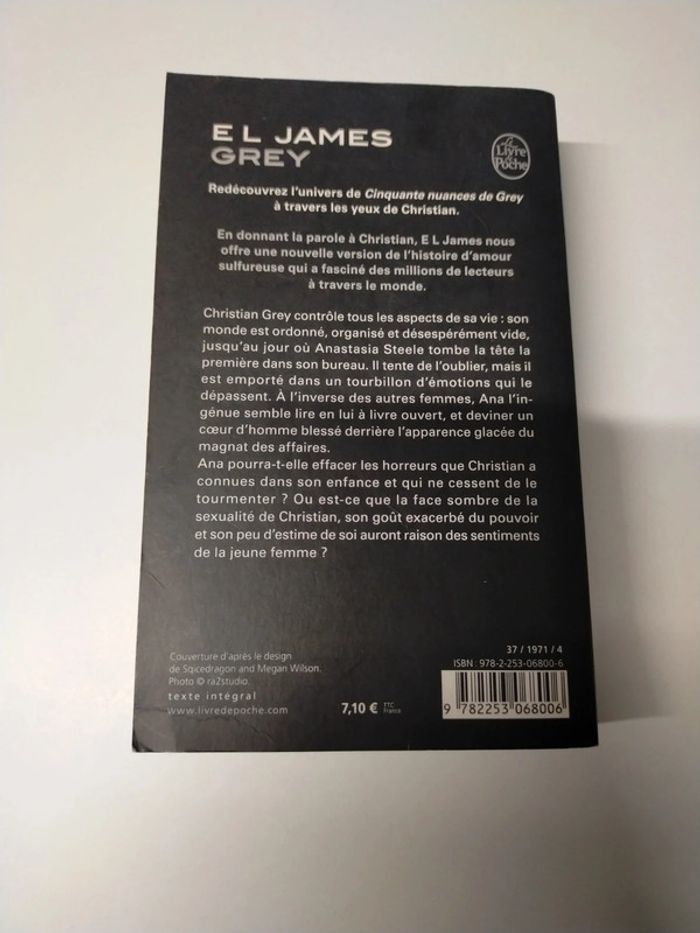 E L JAMES
GREY
Le
Livre
de
Poche
Redécouvrez l'univers de Cinquante nuances de Grey
à travers les yeux de Christian.
En donnant la parole à Christian, E L James nous
offre une nouvelle version de l'histoire d'amour
sulfureuse qui a fasciné des millions de lecteurs
à travers le monde.
Christian Grey contrôle tous les aspects de sa vie : son
monde est ordonné, organisé et désespérément vide,
jusqu'au jour où Anastasia Steele tombe la tête la
première dans son bureau. Il tente de l'oublier, mais il
est emporté dans un tourbillon d'émotions qui le
dépassent. À l'inverse des autres femmes, Ana l'in-
génue semble lire en lui à livre ouvert, et deviner un
cœur d'homme blessé derrière l'apparence glacée du
magnat des affaires.
Ana pourra-t-elle effacer les horreurs que Christian a
connues dans son enfance et qui ne cessent de le
tourmenter ? Ou est-ce que la face sombre de la
sexualité de Christian, son goût exacerbé du pouvoir
et son peu d'estime de soi auront raison des sentiments
de la jeune femme ?
Couverture d'après le design
de Sqicedragon and Megan Wilson.
Photo © ra2studio.
texte intégral
www.livredepoche.com
7,10 € TTC
France
37 / 1971 / 4
ISBN : 978-2-253-06800-6
9 782253 068006